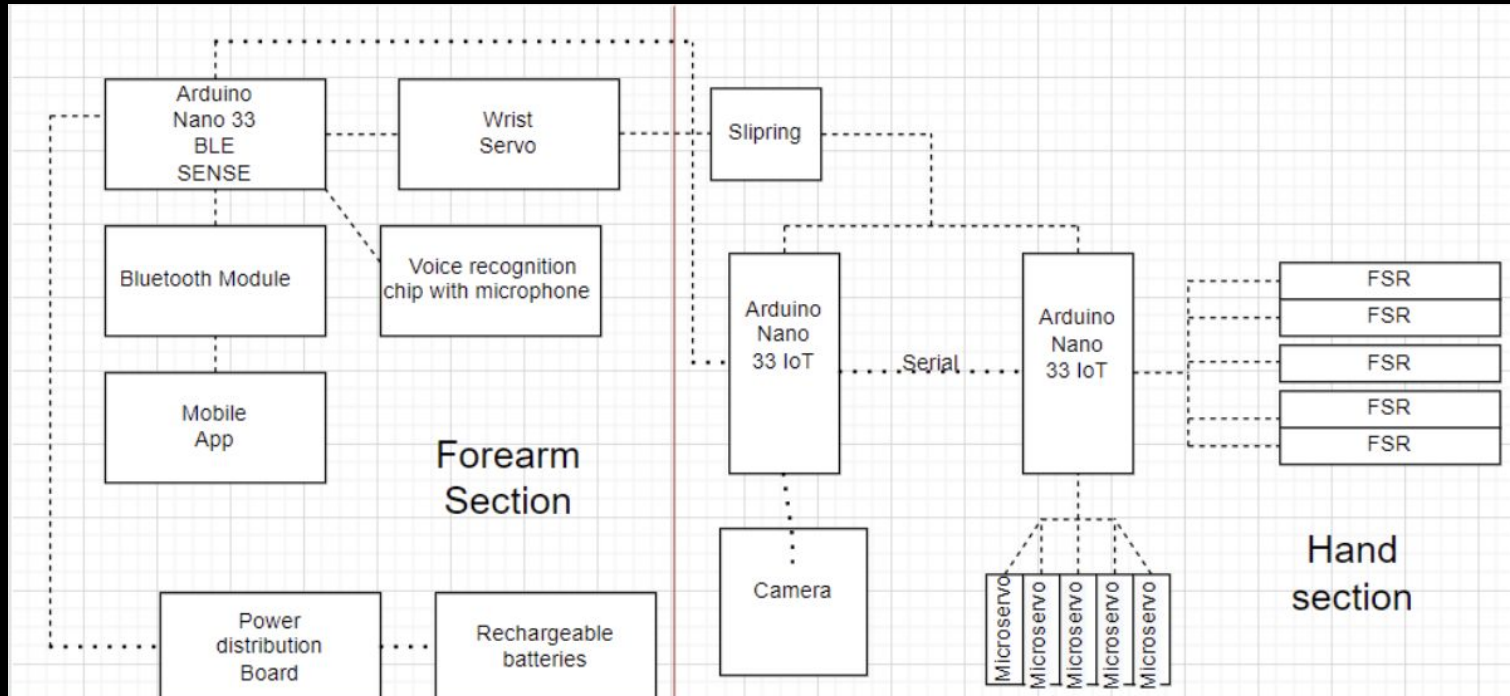 Arduino
Nano 33
BLE
SENSE
Wrist
Servo
Slipring
Bluetooth Module
Voice recognition
chip with microphone
Mobile
App
Forearm
Section
Power
distribution
Board
Rechargeable
batteries
Arduino
Nano
33 IoT
Serial
Arduino
Nano
33 IoT
FSR
FSR
FSR
FSR
FSR
Camera
Microservo
Microservo
Microservo
Microservo
Microservo
Hand
section